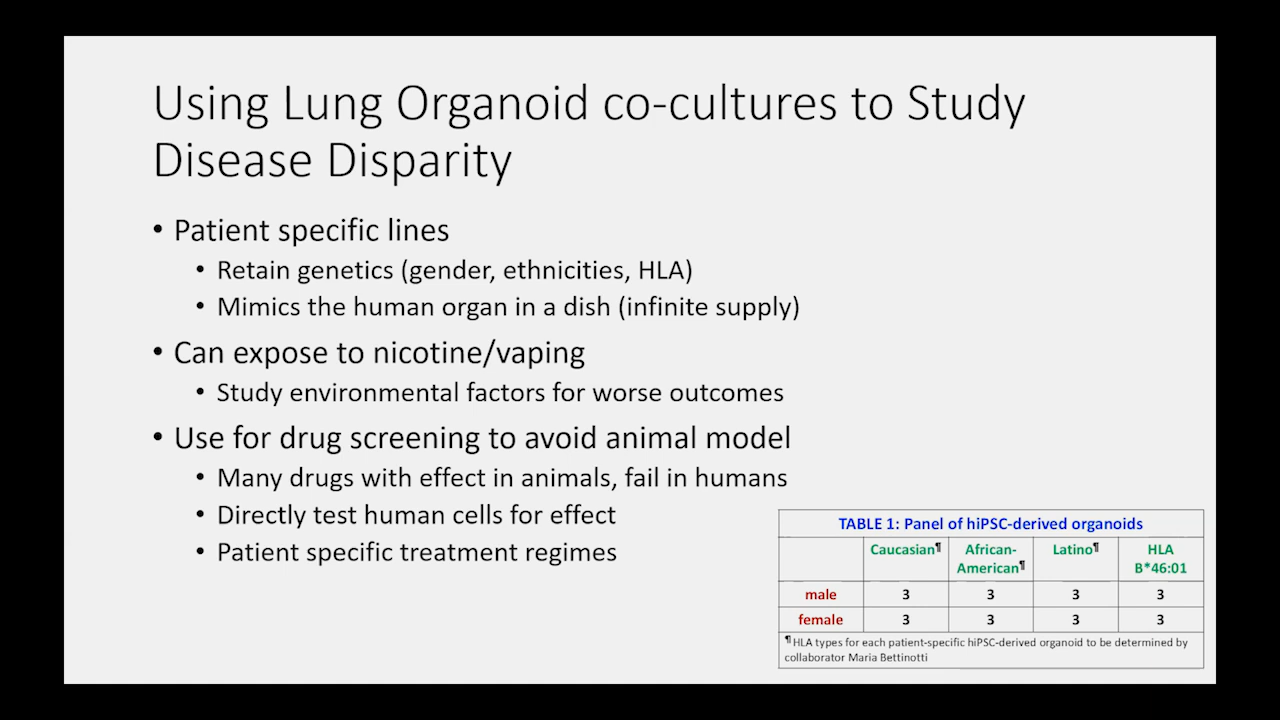 Using Lung Organoid co-cultures to Study
Disease Disparity
• Patient specific lines
• Retain genetics (gender, ethnicities, HLA)
• Mimics the human organ in a dish (infinite supply)
• Can expose to nicotine/vaping
• Study environmental factors for worse outcomes
• Use for drug screening to avoid animal model
• Many drugs with effect in animals, fail in humans
• Directly test human cells for effect
• Patient specific treatment regimes
TABLE 1: Panel of hiPSC-derived organoids
Caucasian¶ African-American¶ Latino¶ HLA B*46:01
male 3 3 3 3
female 3 3 3 3
¶HLA types for each patient-specific hiPSC-derived organoid to be determined by
collaborator Maria Bettinotti